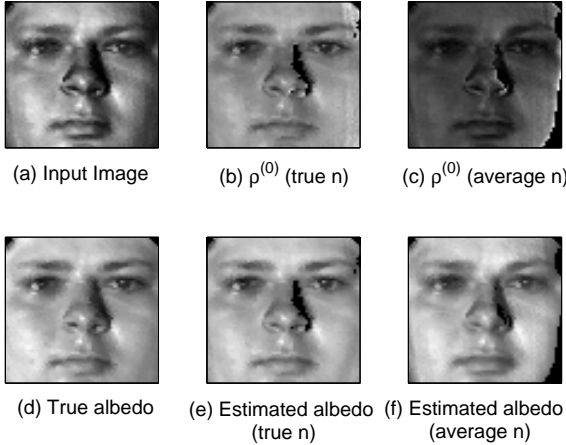 (a) Input Image
(b) ρ(0) (true n)
(c) ρ(0) (average n)
(d) True albedo
(e) Estimated albedo
(true n)
(f) Estimated albedo
(average n)